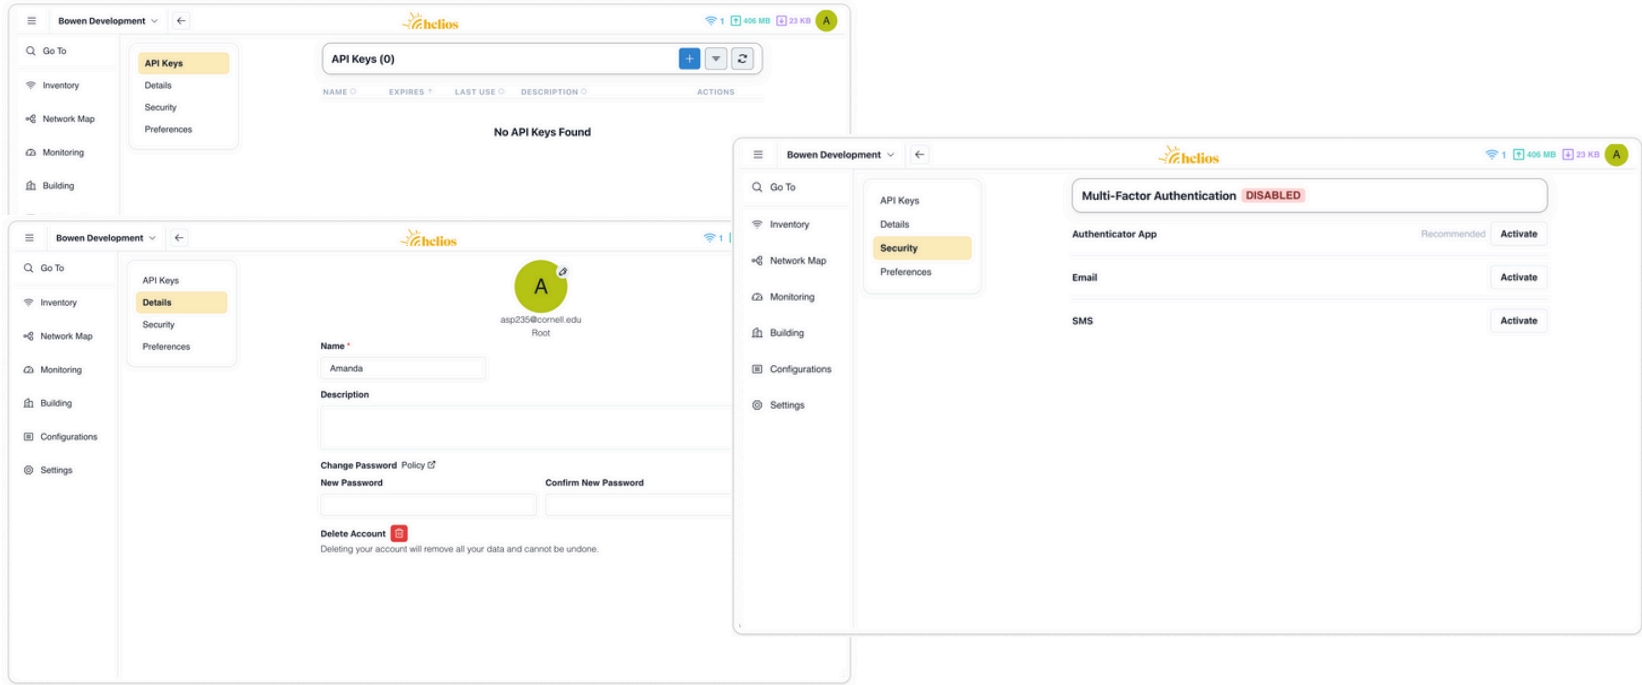 Bowen Development
helios
1 406 MB 23 KB A
Go To
Inventory
Network Map
Monitoring
Building
API Keys
Details
Security
Preferences
API Keys (0)
NAME EXPIRES LAST USE DESCRIPTION ACTIONS
No API Keys Found
Bowen Development
helios
1
Go To
Inventory
Network Map
Monitoring
Building
Configurations
Settings
API Keys
Details
Security
Preferences
A
asp235@cornell.edu
Root
Name *
Amanda
Description
Change Password Policy
New Password Confirm New Password
Delete Account
Deleting your account will remove all your data and cannot be undone.
Bowen Development
helios
1 406 MB 23 KB A
Go To
Inventory
Network Map
Monitoring
Building
Configurations
Settings
API Keys
Details
Security
Preferences
Multi-Factor Authentication DISABLED
Authenticator App Recommended Activate
Email Activate
SMS Activate